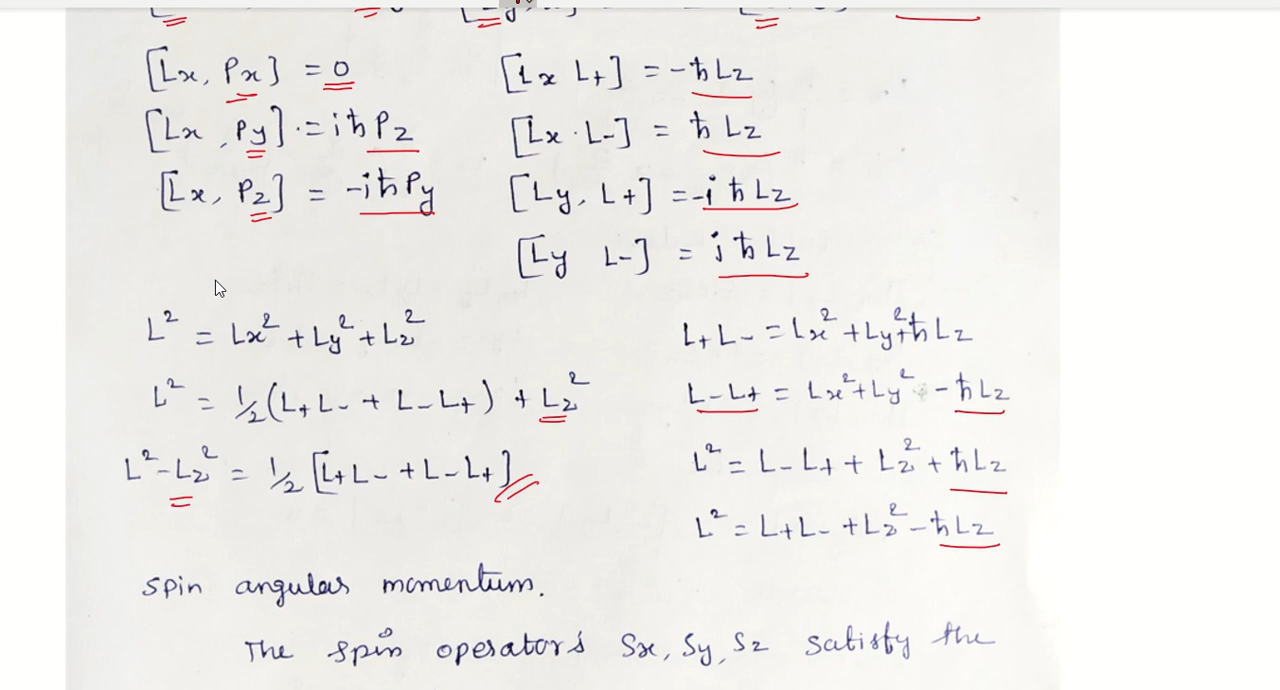 [Lx, Px] = 0
[Lx, Py] = iħPz
[Lx, Pz] = -iħPy
[Lx L+] = -ħLz
[Lx L-] = ħLz
[Ly, L+] = -iħLz
[Ly L-] = iħLz
L² = Lx² + Ly² + Lz²
L² = ½(L+L- + L-L+) + Lz²
L² - Lz² = ½[L+L- + L-L+]
L+L- = Lx² + Ly² + ħLz
L-L+ = Lx² + Ly² - ħLz
L² = L-L+ + Lz² + ħLz
L² = L+L- + Lz² - ħLz
spin angular momentum.
The spin operators Sx, Sy, Sz satisfy the